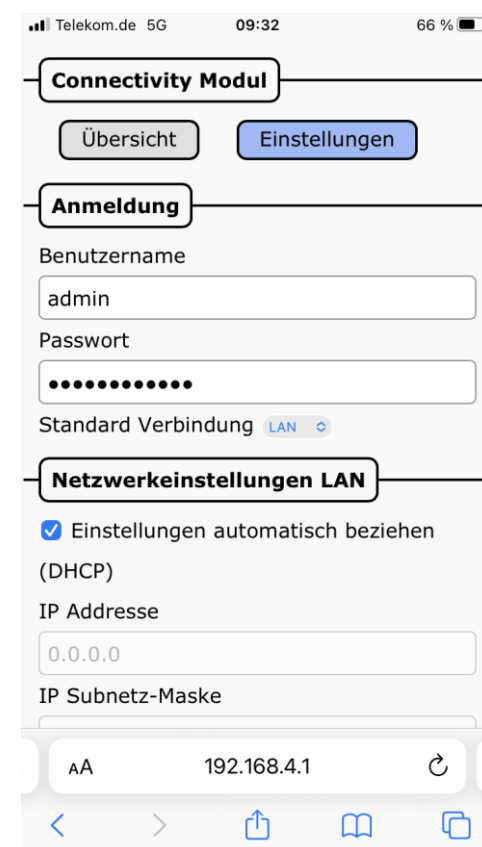 Telekom.de 5G 09:32 66 %
Connectivity Modul
Übersicht Einstellungen
Anmeldung
Benutzername
admin
Passwort
••••••••••••
Standard Verbindung LAN
Netzwerkeinstellungen LAN
Einstellungen automatisch beziehen
(DHCP)
IP Addresse
0.0.0.0
IP Subnetz-Maske
AA 192.168.4.1